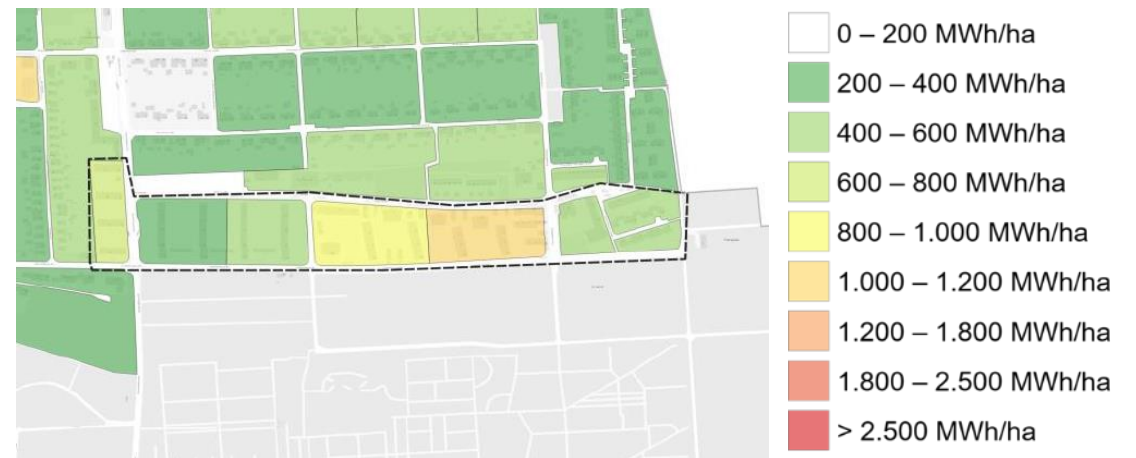 0 – 200 MWh/ha
200 – 400 MWh/ha
400 – 600 MWh/ha
600 – 800 MWh/ha
800 – 1.000 MWh/ha
1.000 – 1.200 MWh/ha
1.200 – 1.800 MWh/ha
1.800 – 2.500 MWh/ha
> 2.500 MWh/ha